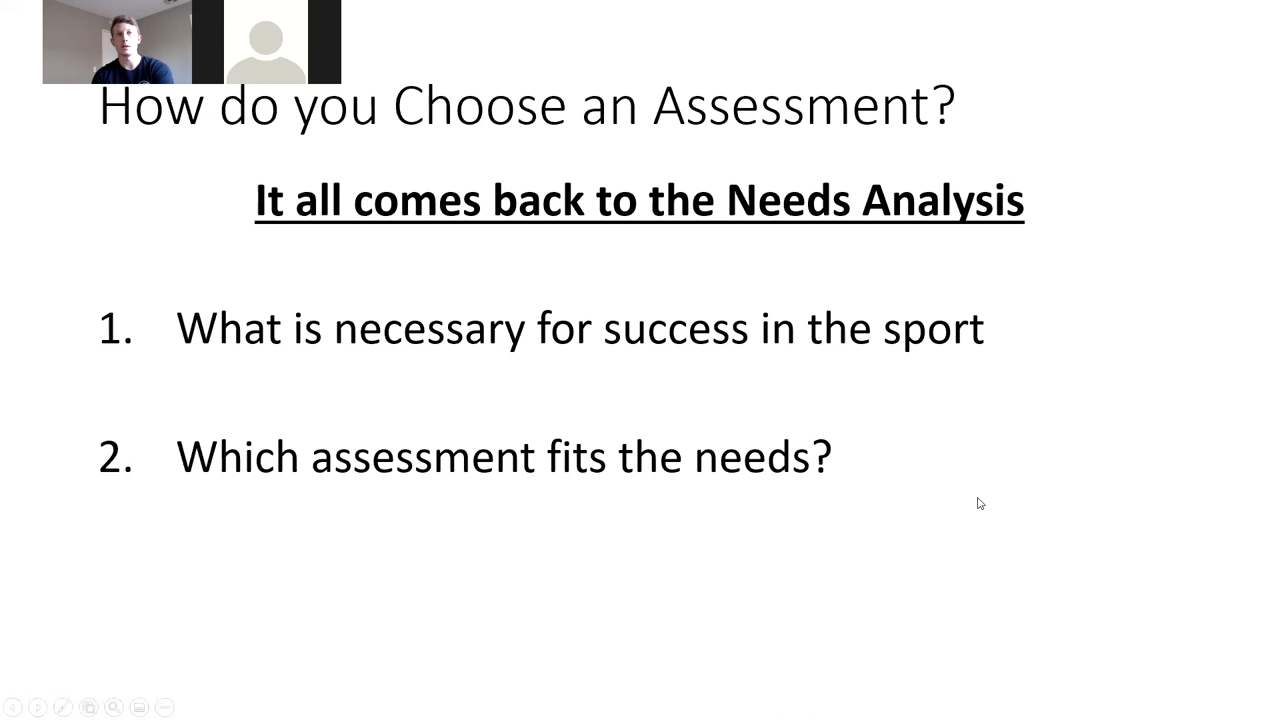 How do you Choose an Assessment?
It all comes back to the Needs Analysis
1. What is necessary for success in the sport
2. Which assessment fits the needs?